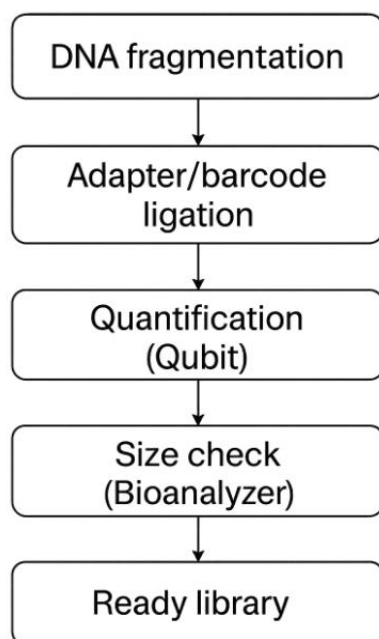 DNA fragmentation
Adapter/barcode
ligation
Quantification
(Qubit)
Size check
(Bioanalyzer)
Ready library